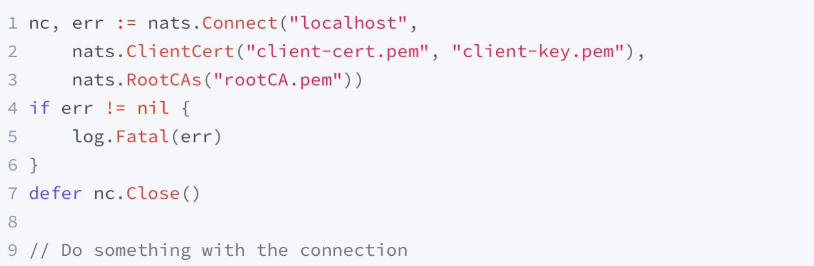 1 nc, err := nats.Connect("localhost",
2     nats.ClientCert("client-cert.pem", "client-key.pem"),
3     nats.RootCAs("rootCA.pem"))
4 if err != nil {
5     log.Fatal(err)
6 }
7 defer nc.Close()
8
9 // Do something with the connection